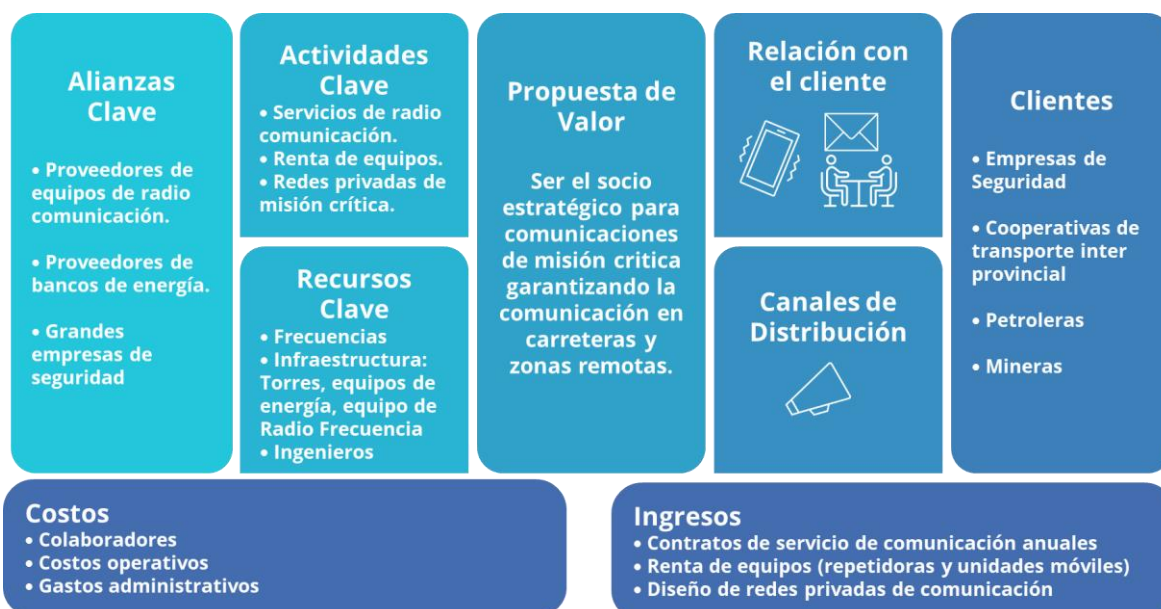 Alianzas
Clave
• Proveedores de
equipos de radio
comunicación.
• Proveedores de
bancos de energía.
• Grandes
empresas de
seguridad
Actividades
Clave
• Servicios de radio
comunicación.
• Renta de equipos.
• Redes privadas de
misión crítica.
Recursos
Clave
• Frecuencias
• Infraestructura:
Torres, equipos de
energía, equipo de
Radio Frecuencia
• Ingenieros
Propuesta de
Valor
Ser el socio
estratégico para
comunicaciones
de misión critica
garantizando la
comunicación en
carreteras y
zonas remotas.
Relación con
el cliente
Canales de
Distribución
Clientes
• Empresas de
Seguridad
• Cooperativas de
transporte inter
provincial
• Petroleras
• Mineras
Costos
• Colaboradores
• Costos operativos
• Gastos administrativos
Ingresos
• Contratos de servicio de comunicación anuales
• Renta de equipos (repetidoras y unidades móviles)
• Diseño de redes privadas de comunicación